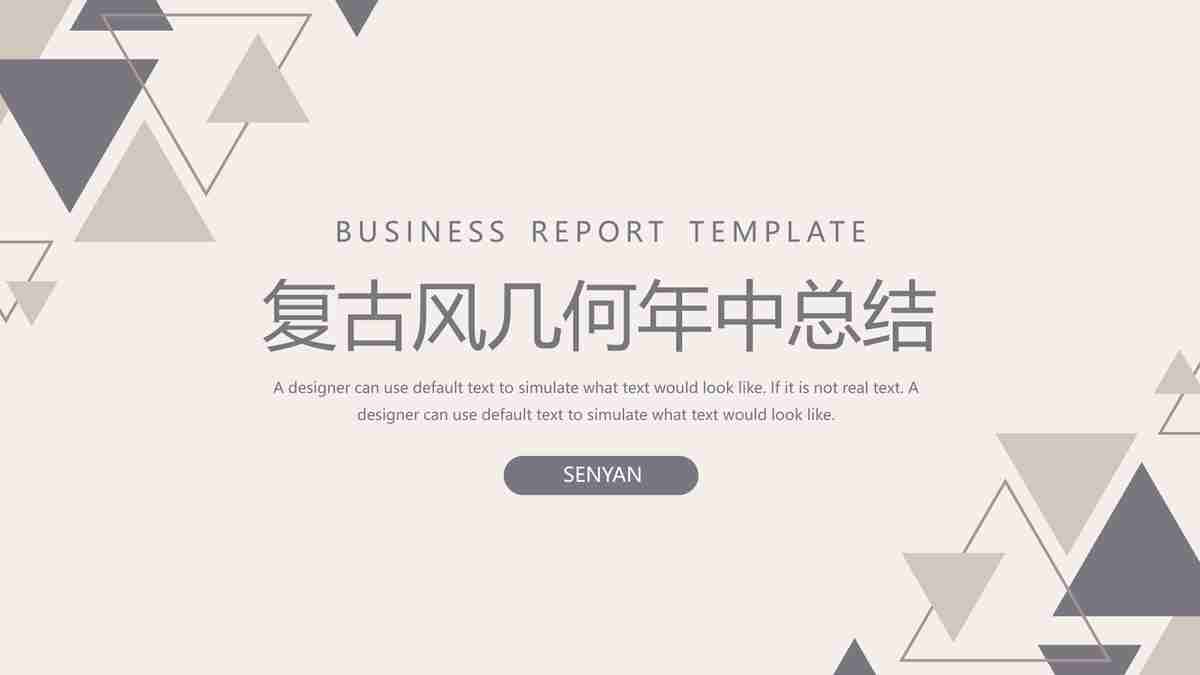 BUSINESS REPORT TEMPLATE
复古风几何年中总结
A designer can use default text to simulate what text would look like. If it is not real text. A
designer can use default text to simulate what text would look like.
SENYAN